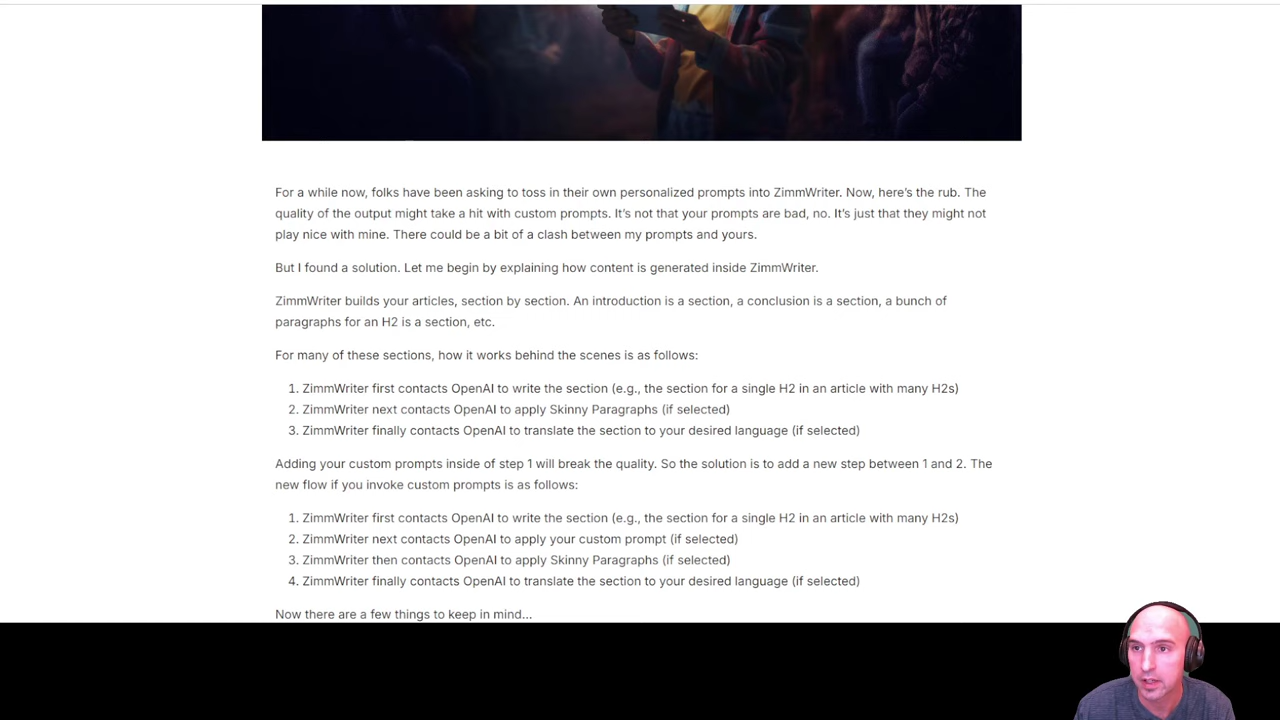 For a while now, folks have been asking to toss in their own personalized prompts into ZimmWriter. Now, here's the rub. The
quality of the output might take a hit with custom prompts. It's not that your prompts are bad, no. It's just that they might not
play nice with mine. There could be a bit of a clash between my prompts and yours.
But I found a solution. Let me begin by explaining how content is generated inside ZimmWriter.
ZimmWriter builds your articles, section by section. An introduction is a section, a conclusion is a section, a bunch of
paragraphs for an H2 is a section, etc.
For many of these sections, how it works behind the scenes is as follows:
1. ZimmWriter first contacts OpenAI to write the section (e.g., the section for a single H2 in an article with many H2s)
2. ZimmWriter next contacts OpenAI to apply Skinny Paragraphs (if selected)
3. ZimmWriter finally contacts OpenAI to translate the section to your desired language (if selected)
Adding your custom prompts inside of step 1 will break the quality. So the solution is to add a new step between 1 and 2. The
new flow if you invoke custom prompts is as follows:
1. ZimmWriter first contacts OpenAI to write the section (e.g., the section for a single H2 in an article with many H2s)
2. ZimmWriter next contacts OpenAI to apply your custom prompt (if selected)
3. ZimmWriter then contacts OpenAI to apply Skinny Paragraphs (if selected)
4. ZimmWriter finally contacts OpenAI to translate the section to your desired language (if selected)
Now there are a few things to keep in mind…